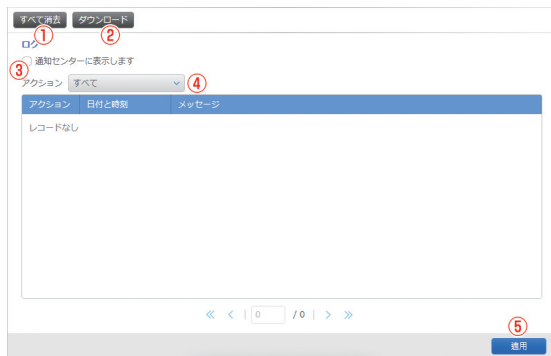 すべて消去 ダウンロード
① ②
ログ
③ 通知センターに表示します
アクション すべて ④
アクション 日付と時刻 メッセージ
レコードなし
≪ < | 0 / 0 | > ≫
⑤
適用